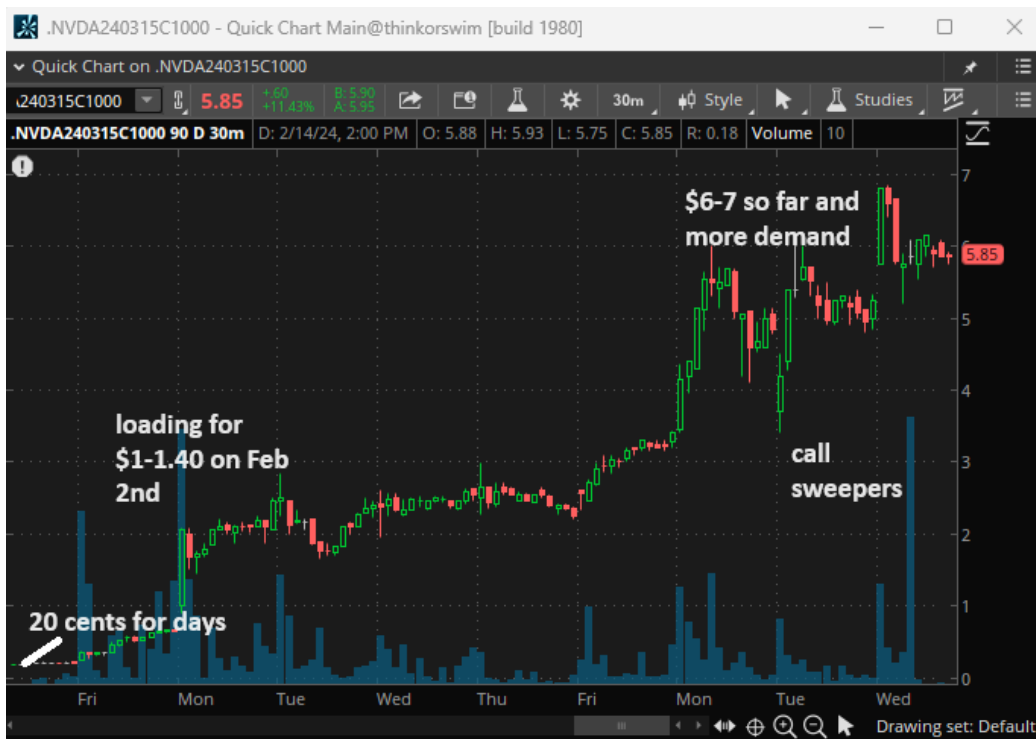 .NVDA240315C1000 - Quick Chart Main@thinkorswim [build 1980]
Quick Chart on .NVDA240315C1000
240315C1000 5.85 +.60 +11.43% B: 5.90 A: 5.95 30m Style Studies
.NVDA240315C1000 90 D 30m D: 2/14/24, 2:00 PM O: 5.88 H: 5.93 L: 5.75 C: 5.85 R: 0.18 Volume 10
7
$6-7 so far and
more demand
6
5.85
5
4
loading for
$1-1.40 on Feb
2nd
call
sweepers
3
2
1
20 cents for days
0
Fri Mon Tue Wed Thu Fri Mon Tue Wed
Drawing set: Default